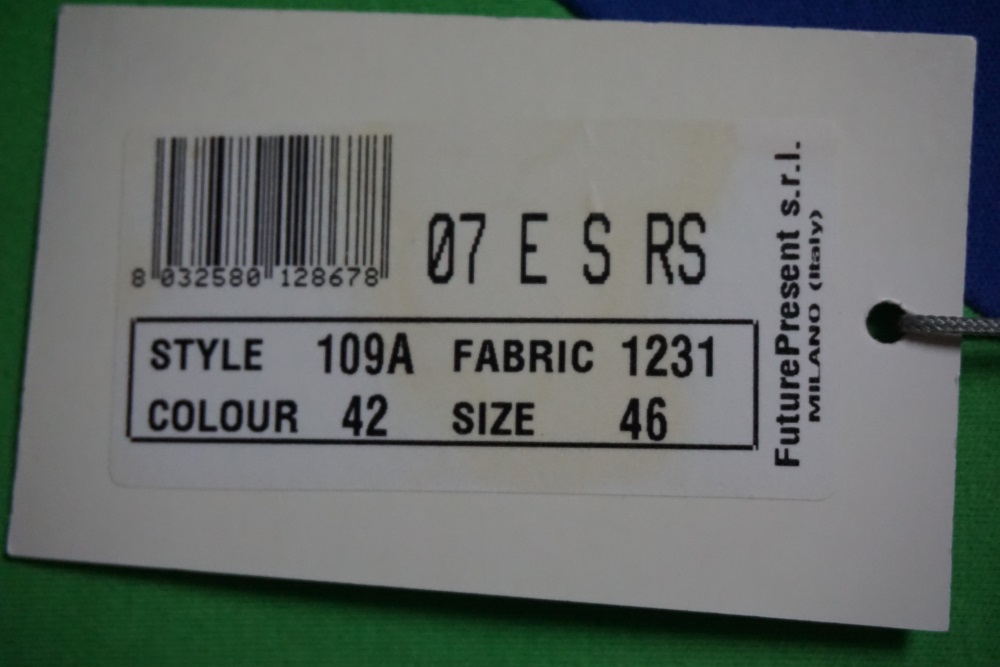 8 032580 128678
07 E S RS
STYLE 109A FABRIC 1231
COLOUR 42 SIZE 46
FuturePresent s.r.l.
MILANO (Italy)